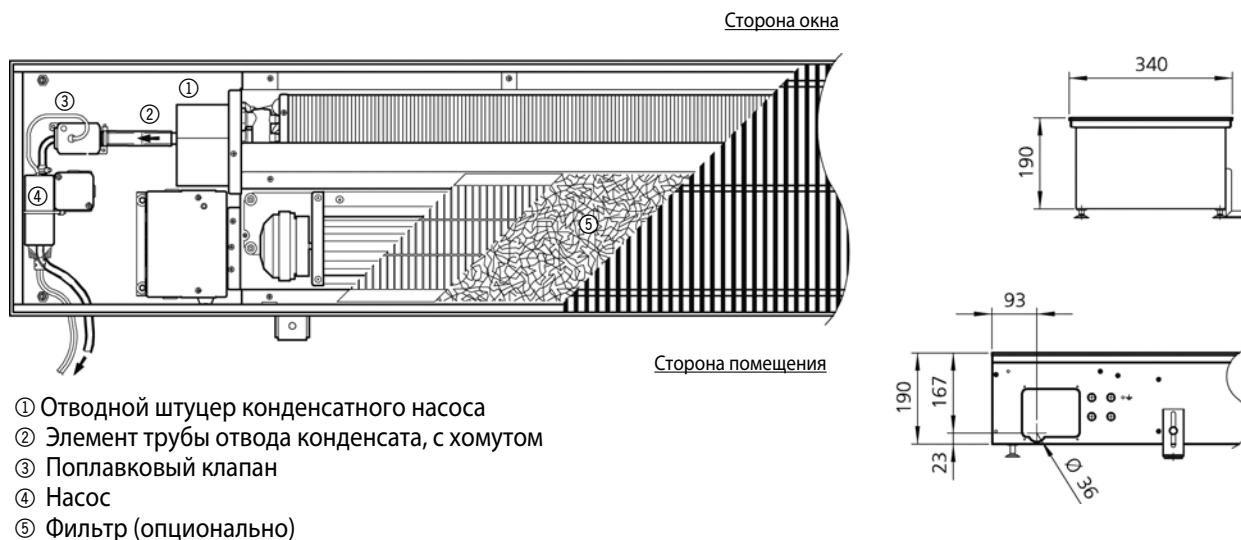 Сторона окна
①
③
②
④
⑤
Сторона помещения
340
190
93
190
167
23
Ø 36
① Отводной штуцер конденсатного насоса
② Элемент трубы отвода конденсата, с хомутом
③ Поплавковый клапан
④ Насос
⑤ Фильтр (опционально)